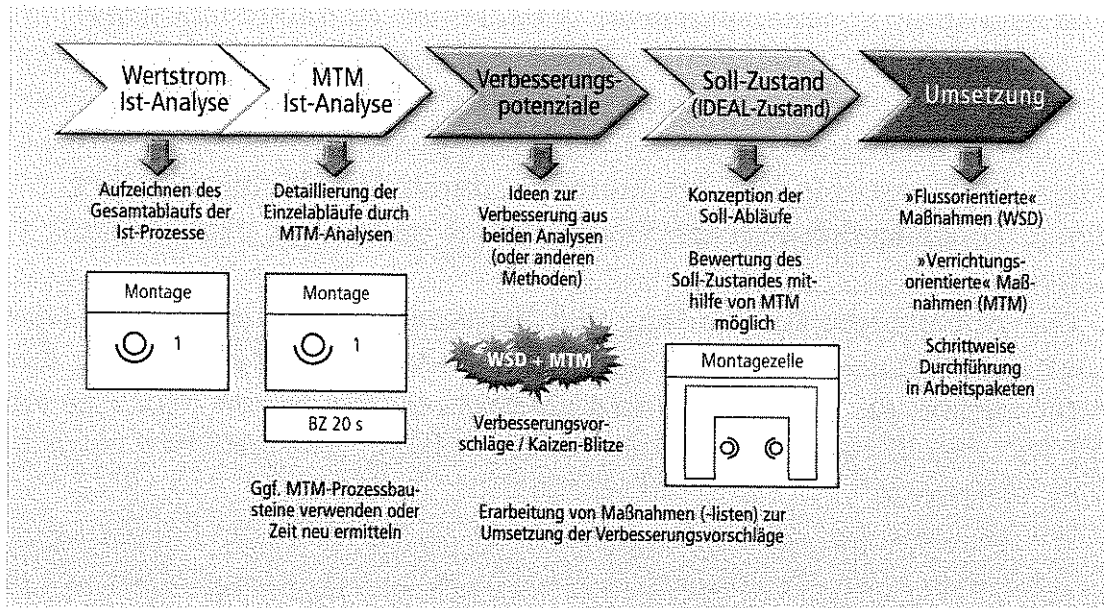 Wertstrom
Ist-Analyse
MTM
Ist-Analyse
Verbesserungs-
potenziale
Soll-Zustand
(IDEAL-Zustand)
Umsetzung
Aufzeichnen des
Gesamtablaufs der
Ist-Prozesse
Montage
1
Detaillierung der
Einzelabläufe durch
MTM-Analysen
Montage
1
BZ 20 s
Ggf. MTM-Prozessbau-
steine verwenden oder
Zeit neu ermitteln
Ideen zur
Verbesserung aus
beiden Analysen
(oder anderen
Methoden)
WSD + MTM
Verbesserungsvor-
schläge / Kaizen-Blitze
Konzeption der
Soll-Abläufe
Bewertung des
Soll-Zustandes mit-
hilfe von MTM
möglich
Montagezelle
Erarbeitung von Maßnahmen (-listen) zur
Umsetzung der Verbesserungsvorschläge
»Flussorientierte«
Maßnahmen (WSD)
»Verrichtungs-
orientierte« Maß-
nahmen (MTM)
Schrittweise
Durchführung
in Arbeitspaketen